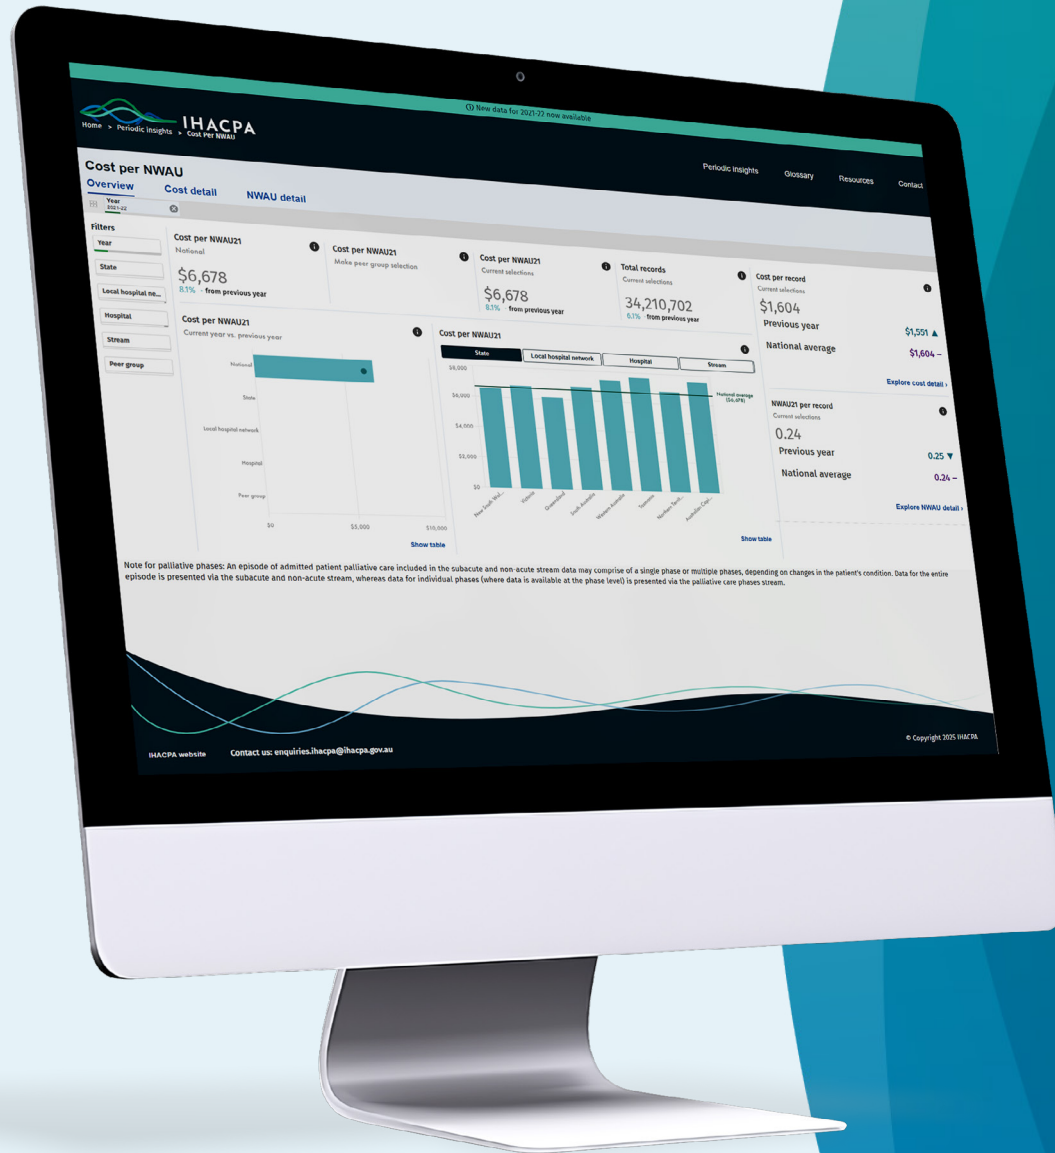 New data for 2021-22 now available
IHACPA
Home > Periodic insights > Cost Per NWAU
Periodic insights
Glossary
Resources
Contact
Cost per NWAU
Overview
Cost detail
NWAU detail
Year
2021-22
Filters
Year
State
Local hospital ne...
Hospital
Stream
Peer group
Cost per NWAU21
National
$6,678
8.1% from previous year
Cost per NWAU21
Make peer group selection
Cost per NWAU21
Current selections
$6,678
8.1% from previous year
Total records
Current selections
34,210,702
6.1% from previous year
Cost per record
Current selections
$1,604
Previous year
$1,551 ▲
National average
$1,604 –
Explore cost detail ›
Cost per NWAU21
Current year vs. previous year
National
State
Local hospital network
Hospital
Peer group
$0
$5,000
$10,000
Show table
Cost per NWAU21
State
Local hospital network
Hospital
Stream
$8,000
$6,000
$4,000
$2,000
$0
National average
($6,678)
New South Wal...
Victoria
Queensland
South Australia
Western Australia
Tasmania
Northern Territ...
Australian Capi...
Show table
NWAU21 per record
Current selections
0.24
Previous year
0.25 ▼
National average
0.24 –
Explore NWAU detail ›
Note for palliative phases: An episode of admitted patient palliative care included in the subacute and non-acute stream data may comprise of a single phase or multiple phases, depending on changes in the patient's condition. Data for the entire
episode is presented via the subacute and non-acute stream, whereas data for individual phases (where data is available at the phase level) is presented via the palliative care phases stream.
IHACPA website
Contact us: enquiries.ihacpa@ihacpa.gov.au
© Copyright 2025 IHACPA